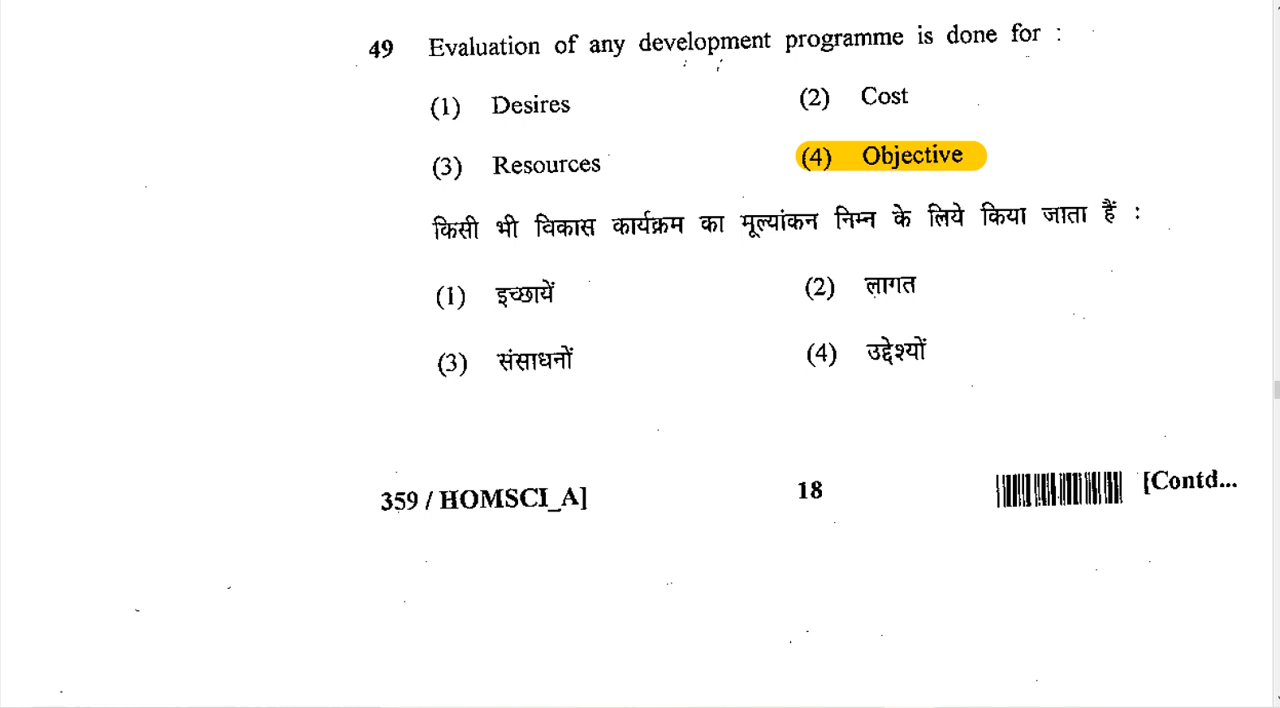 49 Evaluation of any development programme is done for :
(1) Desires (2) Cost
(3) Resources (4) Objective
किसी भी विकास कार्यक्रम का मूल्यांकन निम्न के लिये किया जाता हैं :
(1) इच्छायें (2) लागत
(3) संसाधनों (4) उद्देश्यों
359 / HOMSCI_A] 18 [Contd...